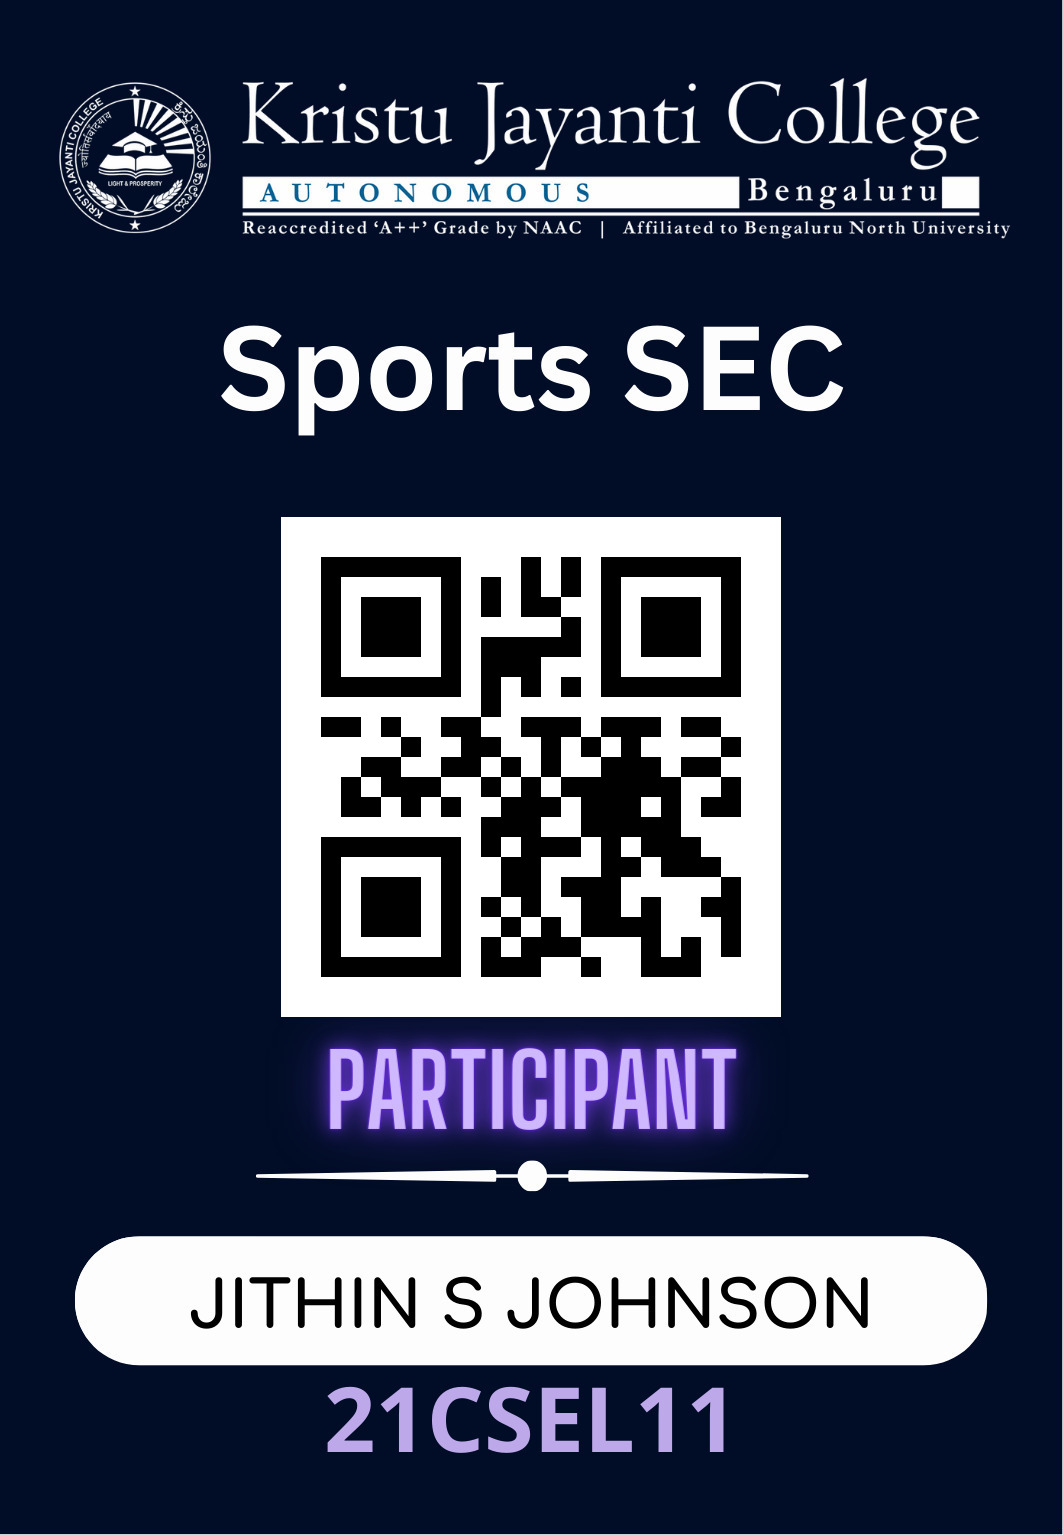 KRISTU JAYANTI COLLEGE
LIGHT & PROSPERITY
Kristu Jayanti College
AUTONOMOUS Bengaluru
Reaccredited ‘A++’ Grade by NAAC | Affiliated to Bengaluru North University
Sports SEC
PARTICIPANT
JITHIN S JOHNSON
21CSEL11